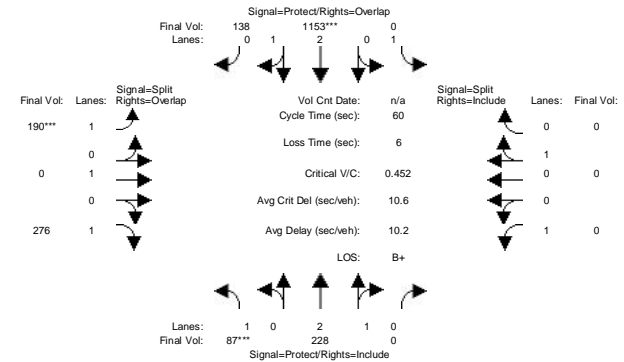 Signal=Protect/Rights=Overlap
Final Vol: 138 1153*** 0
Lanes: 0 1 2 0 1
Signal=Split
Final Vol: Lanes: Rights=Overlap
Vol Cnt Date: n/a
Signal=Split
Rights=Include Lanes: Final Vol:
Cycle Time (sec): 60
190*** 1
0 0
Loss Time (sec): 6
0
1
0 1
Critical V/C: 0.452
0 0
0
Avg Crit Del (sec/veh): 10.6
0
276 1
Avg Delay (sec/veh): 10.2
1 0
LOS: B+
Lanes: 1 0 2 1 0
Final Vol: 87*** 228 0
Signal=Protect/Rights=Include